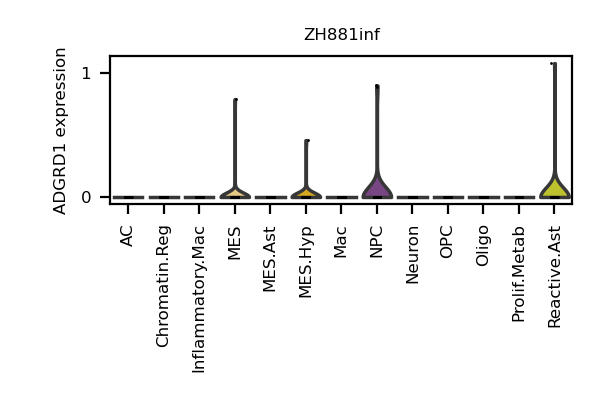 ZH881inf
ADGRD1 expression
1
0
AC
Chromatin.Reg
Inflammatory.Mac
MES
MES.Ast
MES.Hyp
Mac
NPC
Neuron
OPC
Oligo
Prolif.Metab
Reactive.Ast